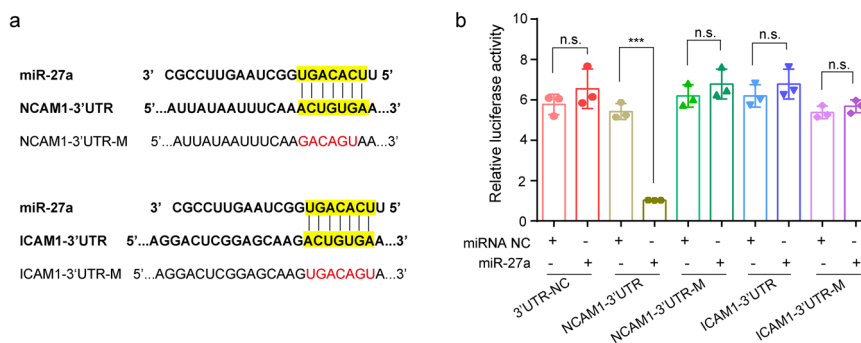 a
miR-27a 3' CGCCUUGAAUCGGUGACACUU 5'
NCAM1-3'UTR 5'...AUUAUAAUUUCAAACUGUGAA...3'
NCAM1-3'UTR-M 5'...AUUAUAAUUUCAAGACAGUAA...3'
miR-27a 3' CGCCUUGAAUCGGUGACACUU 5'
ICAM1-3'UTR 5'...AGGACUCGGAGCAAGACUGUGAA...3'
ICAM1-3'UTR-M 5'...AGGACUCGGAGCAAGUGACAGUA...3'
b
Relative luciferase activity
10
8
6
4
2
0
n.s. *** n.s. n.s. n.s.
miRNA NC + - + - + - + - + -
miR-27a - + - + - + - + - +
3'UTR-NC
NCAM1-3'UTR
NCAM1-3'UTR-M
ICAM1-3'UTR
ICAM1-3'UTR-M